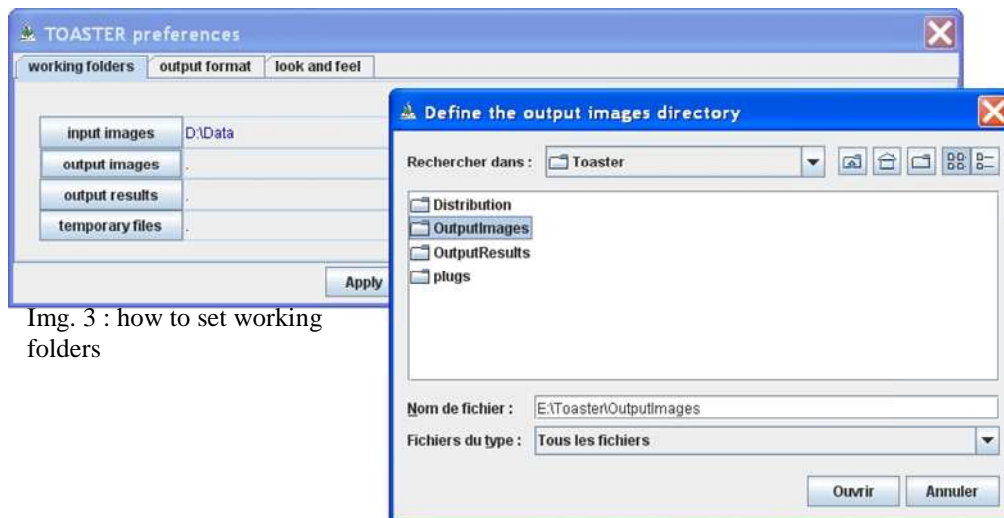 TOASTER preferences
working folders output format look and feel
input images D:\Data
output images .
output results .
temporary files .
Apply
Define the output images directory
Rechercher dans : Toaster
Distribution
OutputImages
OutputResults
plugs
Nom de fichier : E:\Toaster\OutputImages
Fichiers du type : Tous les fichiers
Ouvrir Annuler
Img. 3 : how to set working
folders